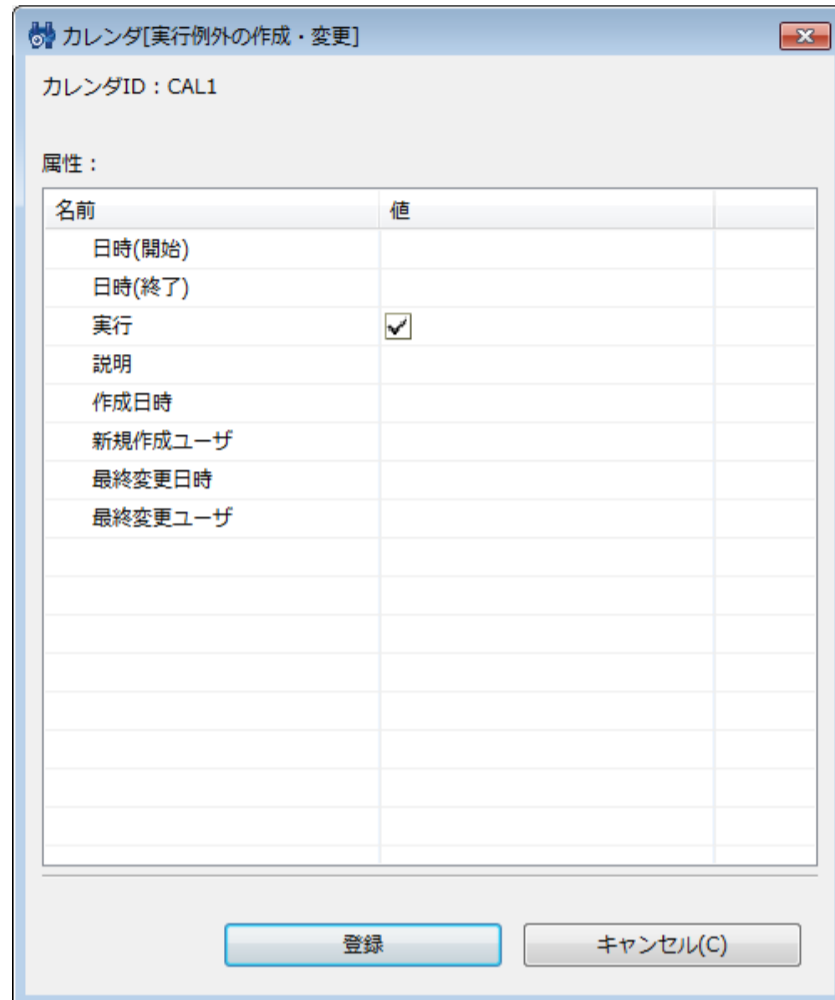 カレンダ[実行例外の作成・変更]
カレンダID：CAL1
属性：
名前 値
日時(開始)
日時(終了)
実行
説明
作成日時
新規作成ユーザ
最終変更日時
最終変更ユーザ
登録 キャンセル(C)